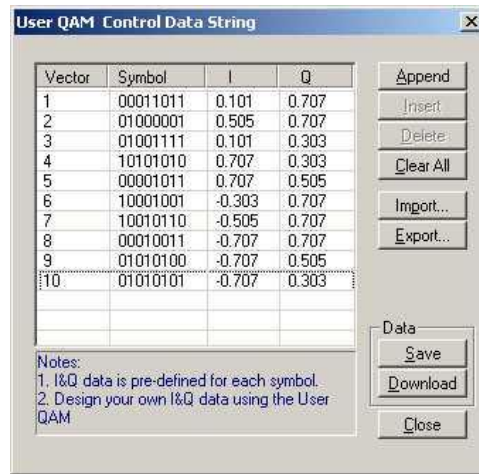 User QAM Control Data String
Vector Symbol I Q
1 00011011 0.101 0.707
2 01000001 0.505 0.707
3 01001111 0.101 0.303
4 10101010 0.707 0.303
5 00001011 0.707 0.505
6 10001001 -0.303 0.707
7 10010110 -0.505 0.707
8 00010011 -0.707 0.707
9 01010100 -0.707 0.505
10 01010101 -0.707 0.303
Notes:
1. I&Q data is pre-defined for each symbol.
2. Design your own I&Q data using the User
QAM
Append
Insert
Delete
Clear All
Import...
Export...
Data
Save
Download
Close